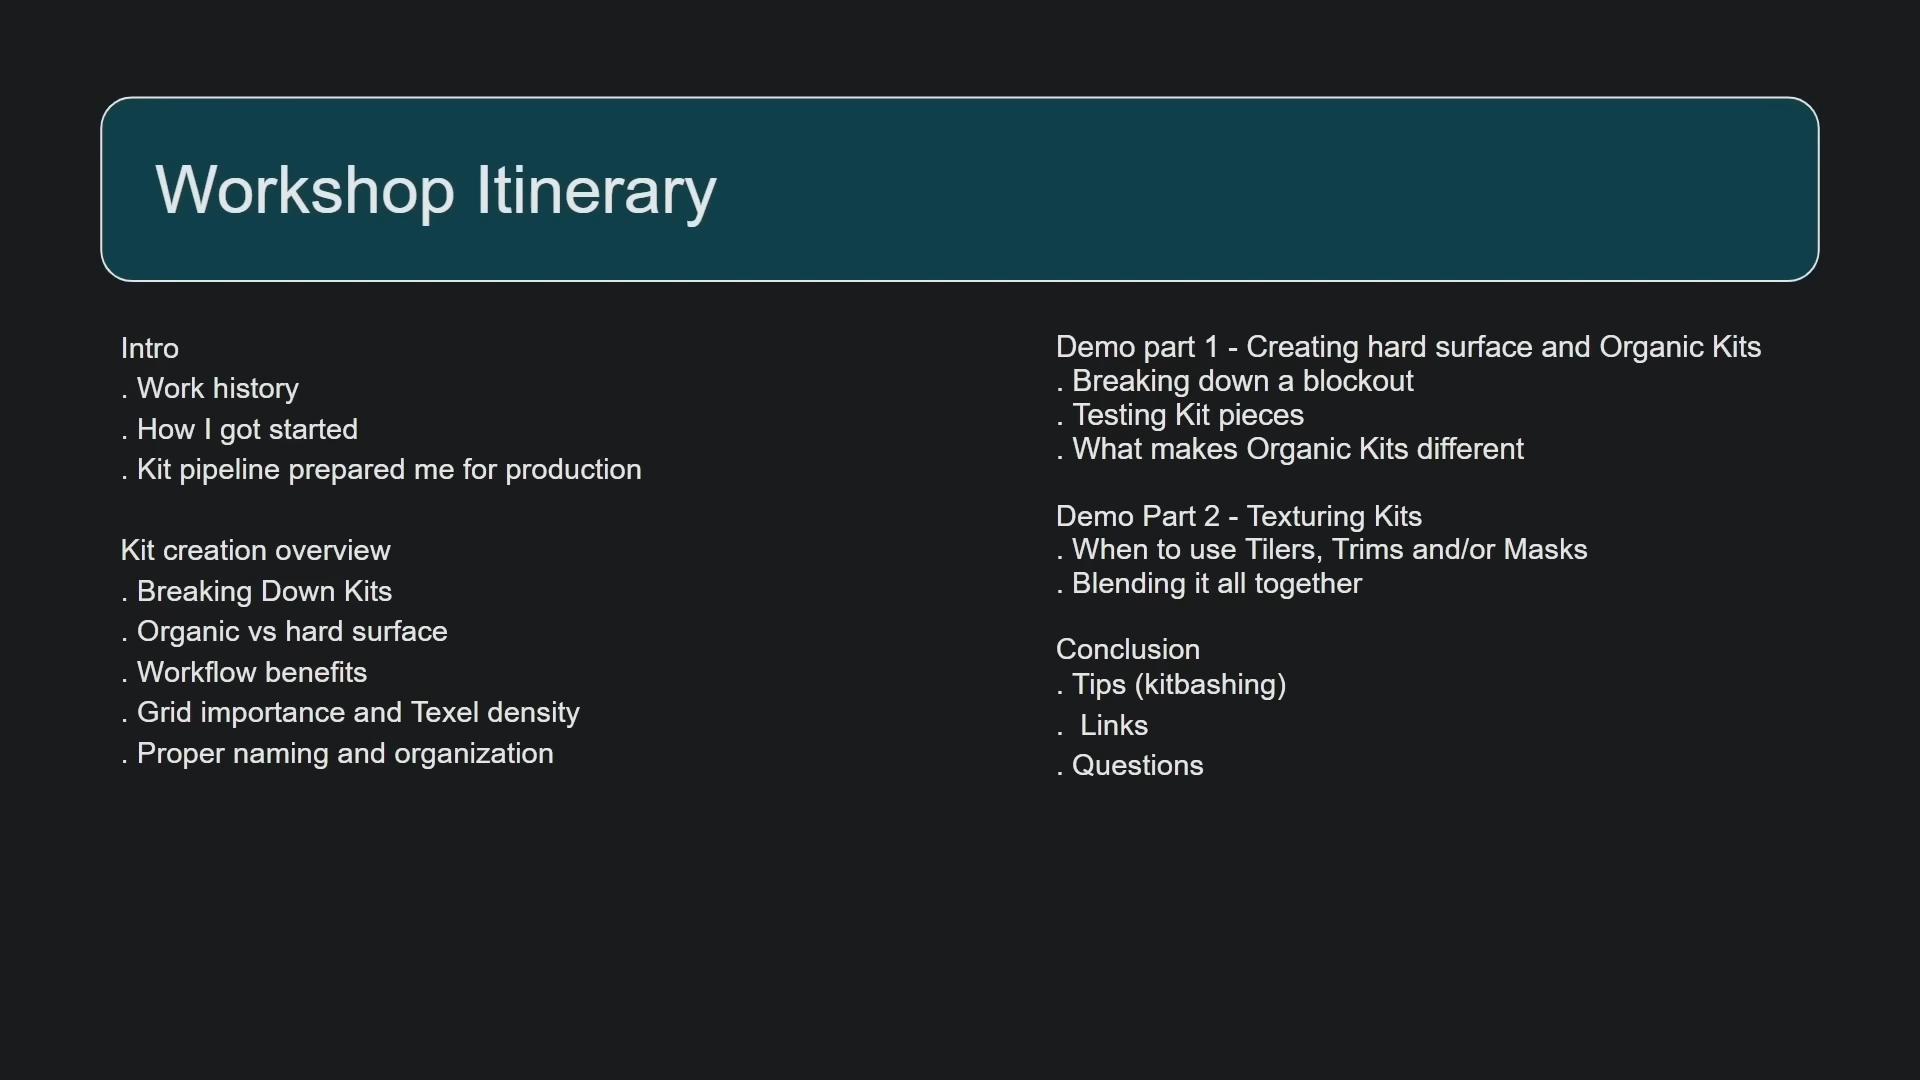 Workshop Itinerary
Intro
. Work history
. How I got started
. Kit pipeline prepared me for production
Kit creation overview
. Breaking Down Kits
. Organic vs hard surface
. Workflow benefits
. Grid importance and Texel density
. Proper naming and organization
Demo part 1 - Creating hard surface and Organic Kits
. Breaking down a blockout
. Testing Kit pieces
. What makes Organic Kits different
Demo Part 2 - Texturing Kits
. When to use Tilers, Trims and/or Masks
. Blending it all together
Conclusion
. Tips (kitbashing)
.  Links
. Questions